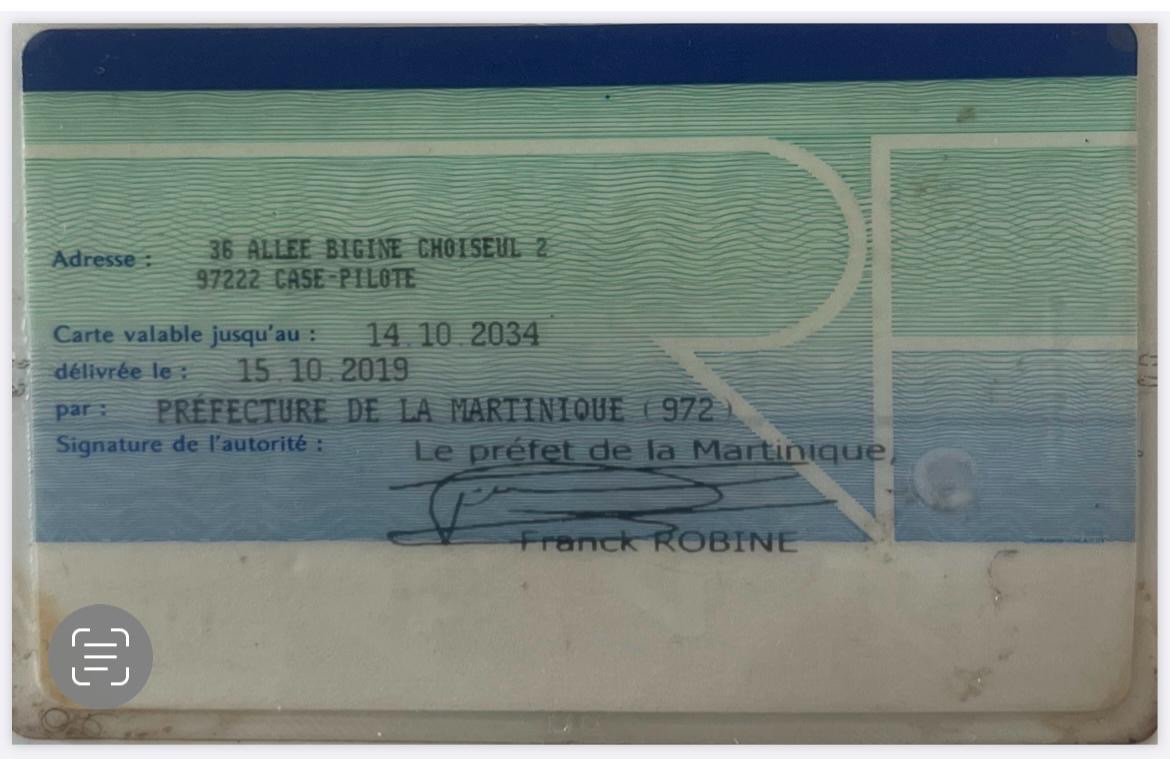 Adresse : 36 ALLEE BIGINE CHOISEUL 2
97222 CASE-PILOTE
Carte valable jusqu'au : 14.10.2034
délivrée le : 15.10.2019
par : PRÉFECTURE DE LA MARTINIQUE (972)
Signature de l'autorité : Le préfet de la Martinique,
Franck ROBINE
RF